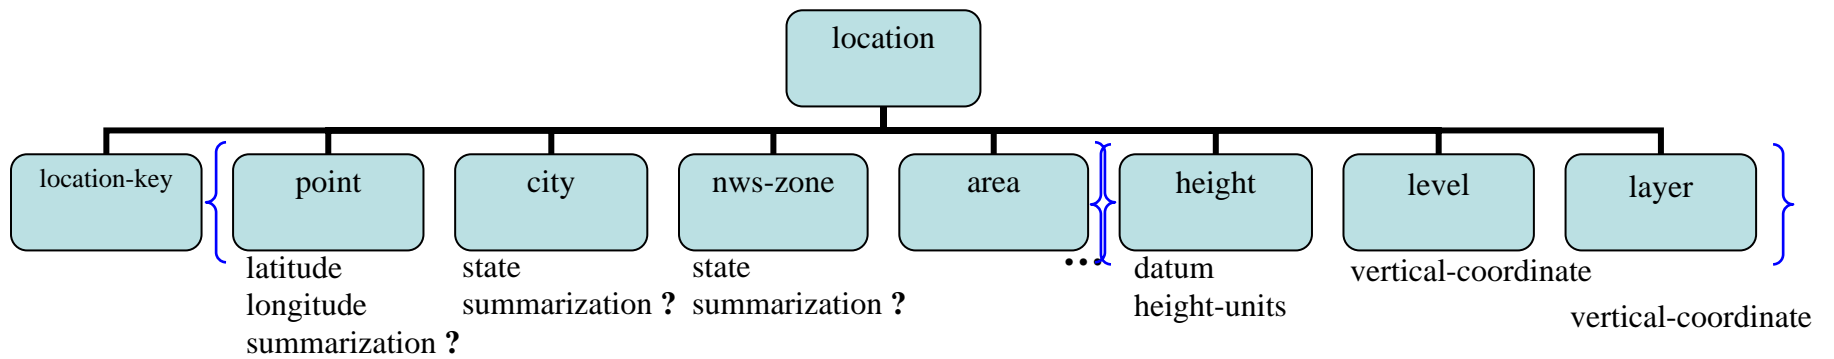 location
location-key
point
city
nws-zone
area
height
level
layer
latitude
longitude
summarization ?
state
summarization ?
state
summarization ?
...
datum
height-units
vertical-coordinate
vertical-coordinate